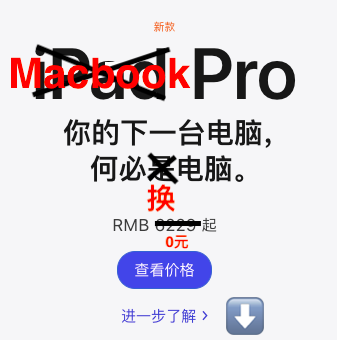 新款
iPad Pro
Macbook
你的下一台电脑，
何必是电脑。
换
RMB 6229 起
0元
查看价格
进一步了解 >